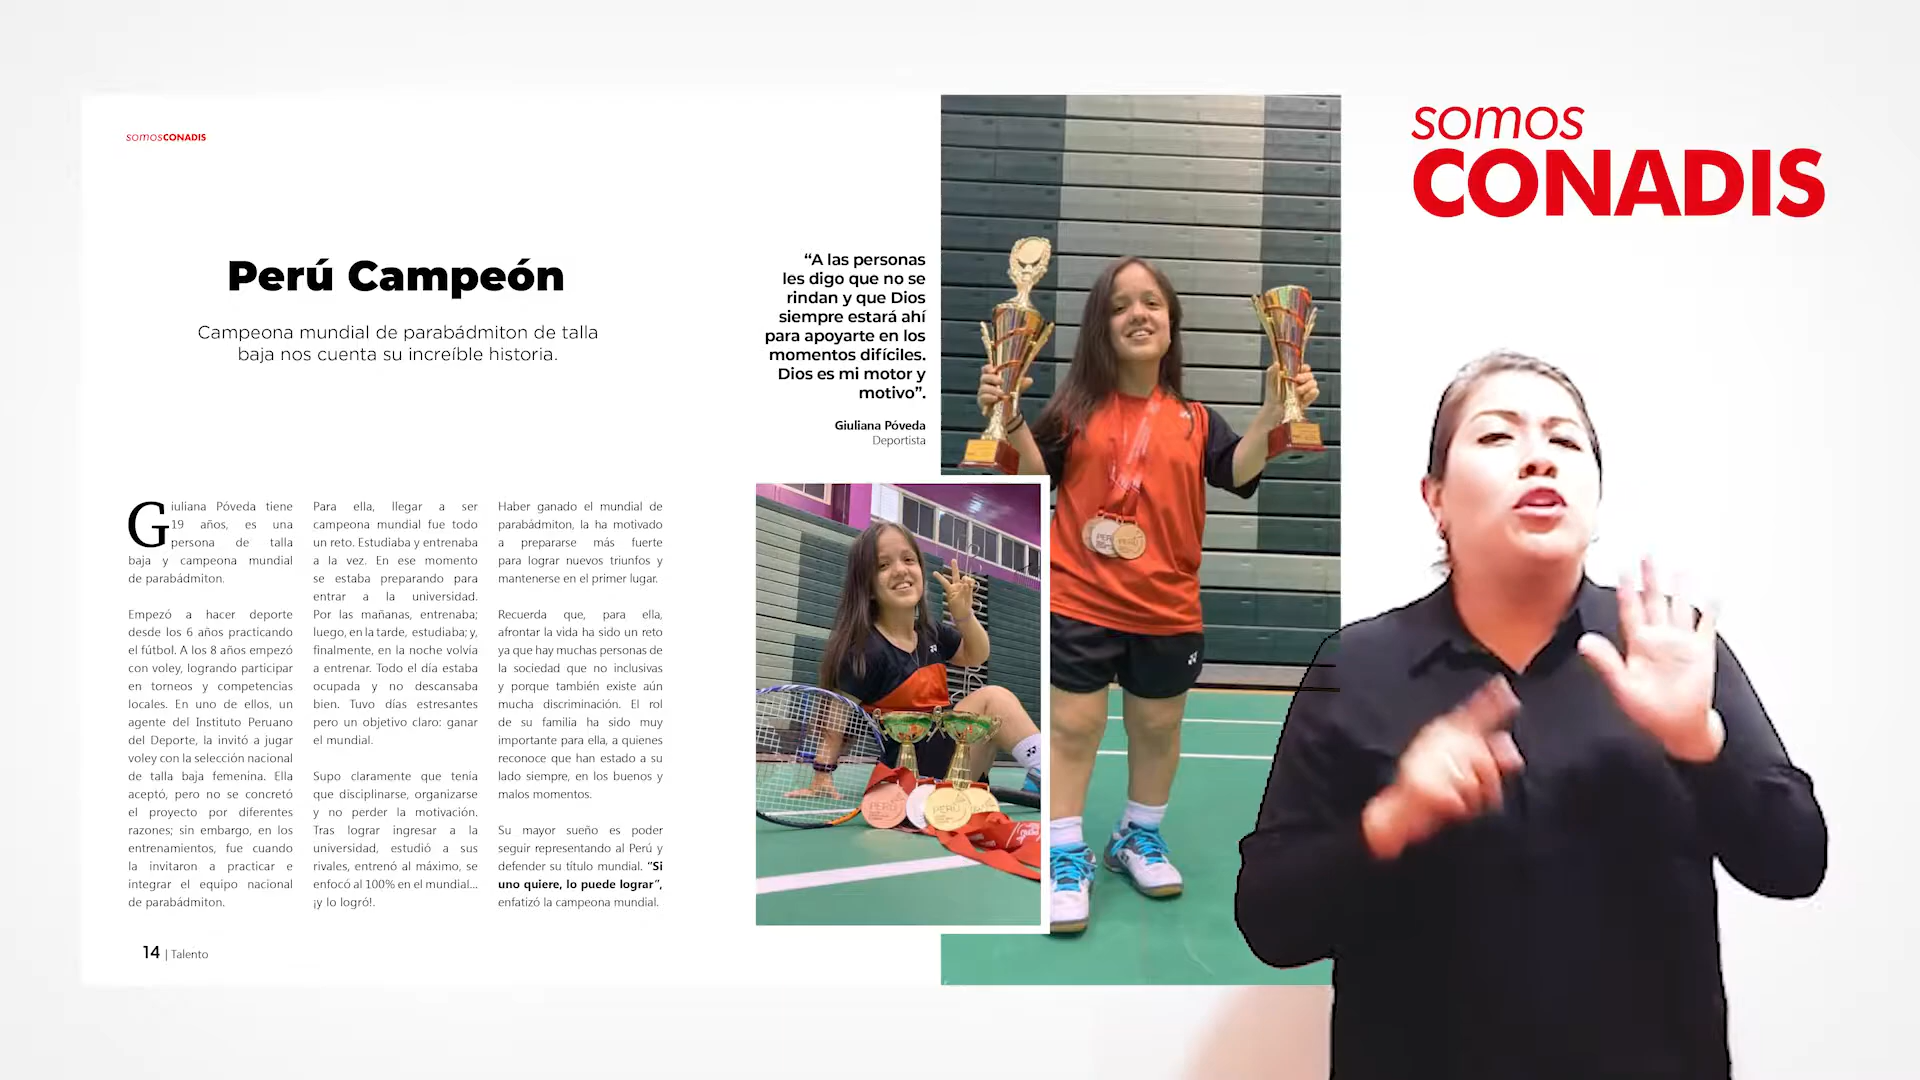 somosCONADIS
Perú Campeón
Campeona mundial de parabádmiton de talla
baja nos cuenta su increíble historia.
Giuliana Póveda tiene
19 años, es una
persona de talla
baja y campeona mundial
de parabádmiton.
Empezó a hacer deporte
desde los 6 años practicando
el fútbol. A los 8 años empezó
con voley, logrando participar
en torneos y competencias
locales. En uno de ellos, un
agente del Instituto Peruano
del Deporte, la invitó a jugar
voley con la selección nacional
de talla baja femenina. Ella
aceptó, pero no se concretó
el proyecto por diferentes
razones; sin embargo, en los
entrenamientos, fue cuando
la invitaron a practicar e
integrar el equipo nacional
de parabádmiton.
Para ella, llegar a ser
campeona mundial fue todo
un reto. Estudiaba y entrenaba
a la vez. En ese momento
se estaba preparando para
entrar a la universidad.
Por las mañanas, entrenaba;
luego, en la tarde, estudiaba; y,
finalmente, en la noche volvía
a entrenar. Todo el día estaba
ocupada y no descansaba
bien. Tuvo días estresantes
pero un objetivo claro: ganar
el mundial.
Supo claramente que tenía
que disciplinarse, organizarse
y no perder la motivación.
Tras lograr ingresar a la
universidad, estudió a sus
rivales, entrenó al máximo, se
enfocó al 100% en el mundial...
¡y lo logró!.
Haber ganado el mundial de
parabádmiton, la ha motivado
a prepararse más fuerte
para lograr nuevos triunfos y
mantenerse en el primer lugar.
Recuerda que, para ella,
afrontar la vida ha sido un reto
ya que hay muchas personas de
la sociedad que no inclusivas
y porque también existe aún
mucha discriminación. El rol
de su familia ha sido muy
importante para ella, a quienes
reconoce que han estado a su
lado siempre, en los buenos y
malos momentos.
Su mayor sueño es poder
seguir representando al Perú y
defender su título mundial. “Si
uno quiere, lo puede lograr”,
enfatizó la campeona mundial.
14 | Talento
“A las personas
les digo que no se
rindan y que Dios
siempre estará ahí
para apoyarte en los
momentos difíciles.
Dios es mi motor y
motivo”.
Giuliana Póveda
Deportista
somos
CONADIS